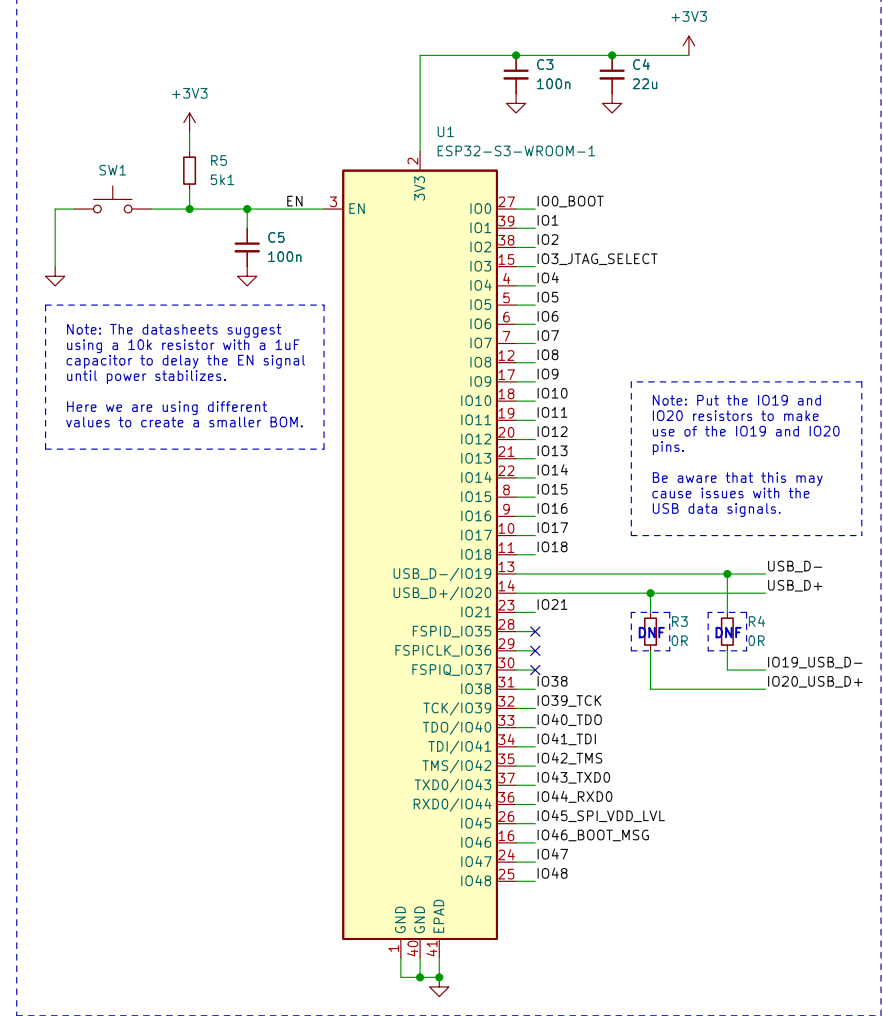 +3V3
C3
100n
C4
22u
+3V3
R5
5k1
SW1
EN
C5
100n
U1
ESP32-S3-WROOM-1
2
3V3
3
EN
IO0 27 IO0_BOOT
IO1 39 IO1
IO2 38 IO2
IO3 15 IO3_JTAG_SELECT
IO4 4 IO4
IO5 5 IO5
IO6 6 IO6
IO7 7 IO7
IO8 12 IO8
IO9 17 IO9
IO10 18 IO10
IO11 19 IO11
IO12 20 IO12
IO13 21 IO13
IO14 22 IO14
IO15 8 IO15
IO16 9 IO16
IO17 10 IO17
IO18 11 IO18
USB_D-/IO19 13 USB_D-
USB_D+/IO20 14 USB_D+
IO21 23 IO21
FSPID_IO35 28
FSPICLK_IO36 29
FSPIQ_IO37 30
IO38 31 IO38
TCK/IO39 32 IO39_TCK
TDO/IO40 33 IO40_TDO
TDI/IO41 34 IO41_TDI
TMS/IO42 35 IO42_TMS
TXD0/IO43 37 IO43_TXD0
RXD0/IO44 36 IO44_RXD0
IO45 26 IO45_SPI_VDD_LVL
IO46 16 IO46_BOOT_MSG
IO47 24 IO47
IO48 25 IO48
GND
GND
EPAD
1
40
41
Note: The datasheets suggest
using a 10k resistor with a 1uF
capacitor to delay the EN signal
until power stabilizes.
Here we are using different
values to create a smaller BOM.
Note: Put the IO19 and
IO20 resistors to make
use of the IO19 and IO20
pins.
Be aware that this may
cause issues with the
USB data signals.
DNF
R3
0R
DNF
R4
0R
IO19_USB_D-
IO20_USB_D+